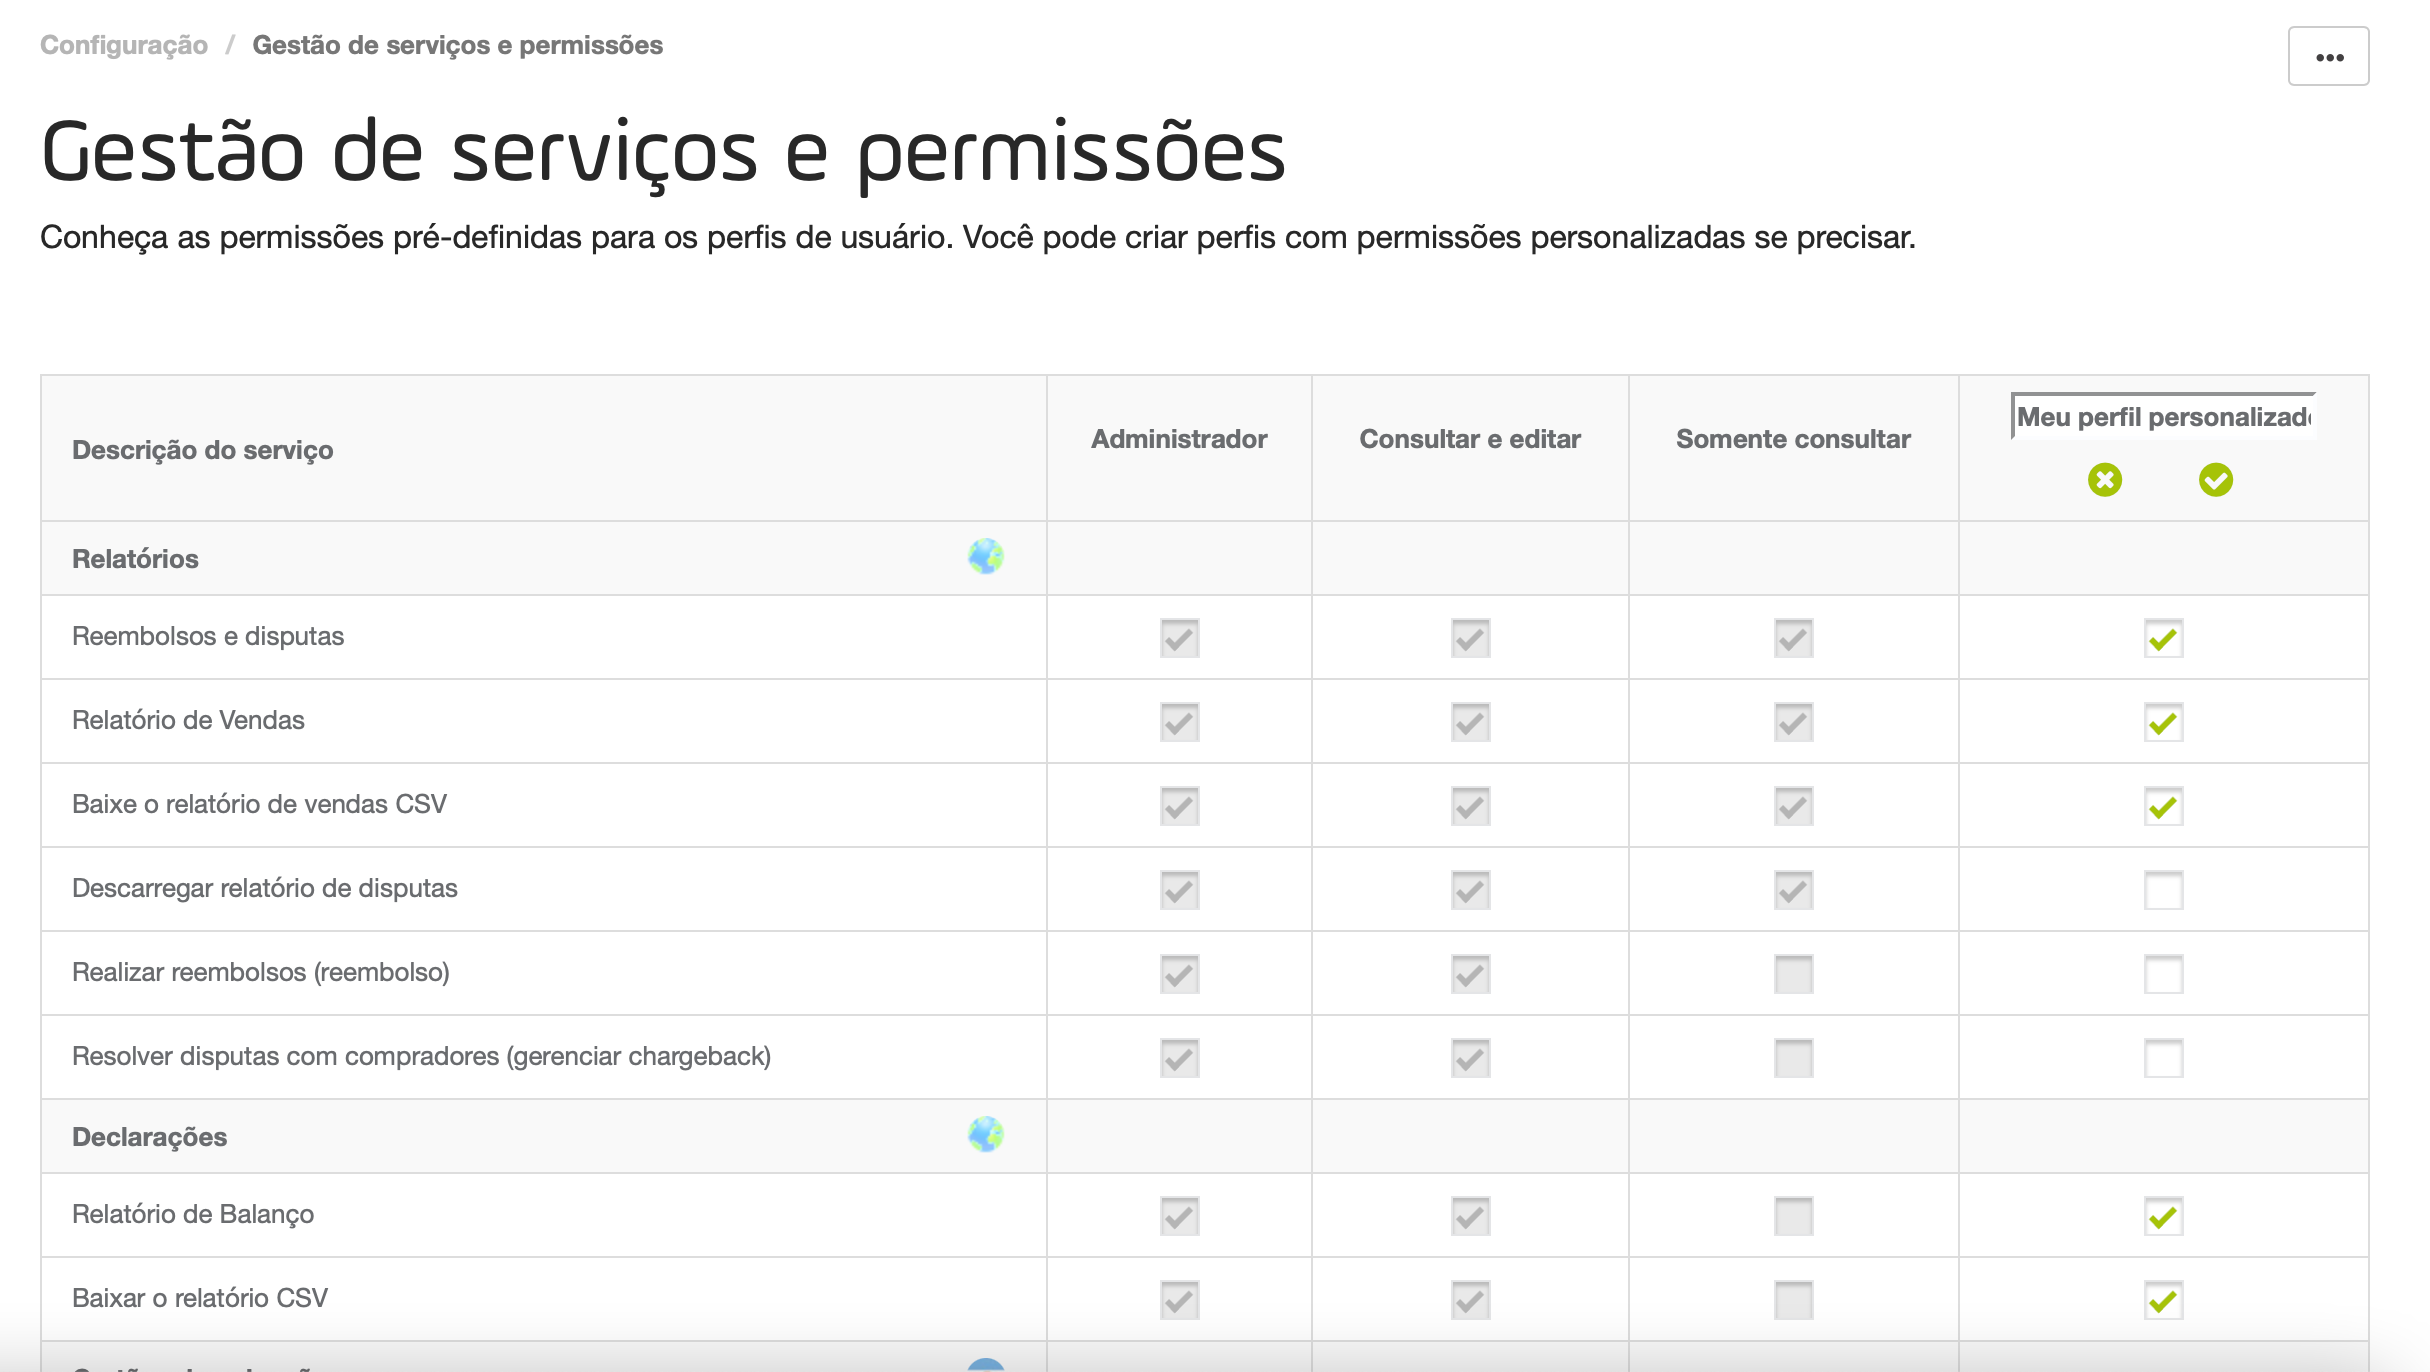 Configuração / Gestão de serviços e permissões
Gestão de serviços e permissões
Conheça as permissões pré-definidas para os perfis de usuário. Você pode criar perfis com permissões personalizadas se precisar.
Descrição do serviço
Administrador
Consultar e editar
Somente consultar
Meu perfil personalizado
Relatórios
Reembolsos e disputas
Relatório de Vendas
Baixe o relatório de vendas CSV
Descarregar relatório de disputas
Realizar reembolsos (reembolso)
Resolver disputas com compradores (gerenciar chargeback)
Declarações
Relatório de Balanço
Baixar o relatório CSV